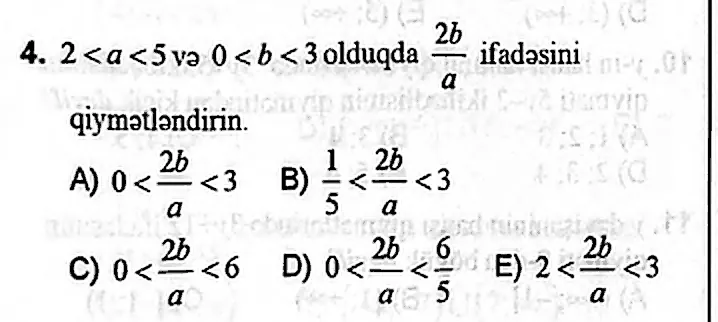 4. 2 < a < 5 və 0 < b < 3 olduqda 2b/a ifadəsini
qiymətləndirin.
A) 0 < 2b/a < 3 B) 1/5 < 2b/a < 3
C) 0 < 2b/a < 6 D) 0 < 2b/a < 6/5 E) 2 < 2b/a < 3